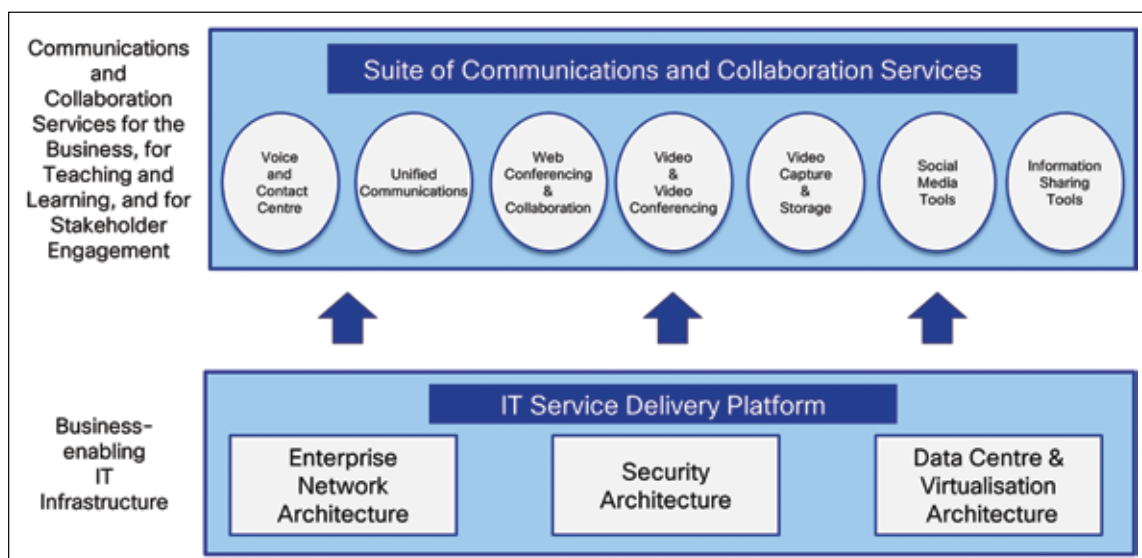 Communications
and
Collaboration
Services for the
Business, for
Teaching and
Learning, and for
Stakeholder
Engagement
Suite of Communications and Collaboration Services
Voice
and
Contact
Centre
Unified
Communications
Web
Conferencing
&
Collaboration
Video
&
Video
Conferencing
Video
Capture
&
Storage
Social
Media
Tools
Information
Sharing
Tools
Business-
enabling
IT
Infrastructure
IT Service Delivery Platform
Enterprise
Network
Architecture
Security
Architecture
Data Centre &
Virtualisation
Architecture